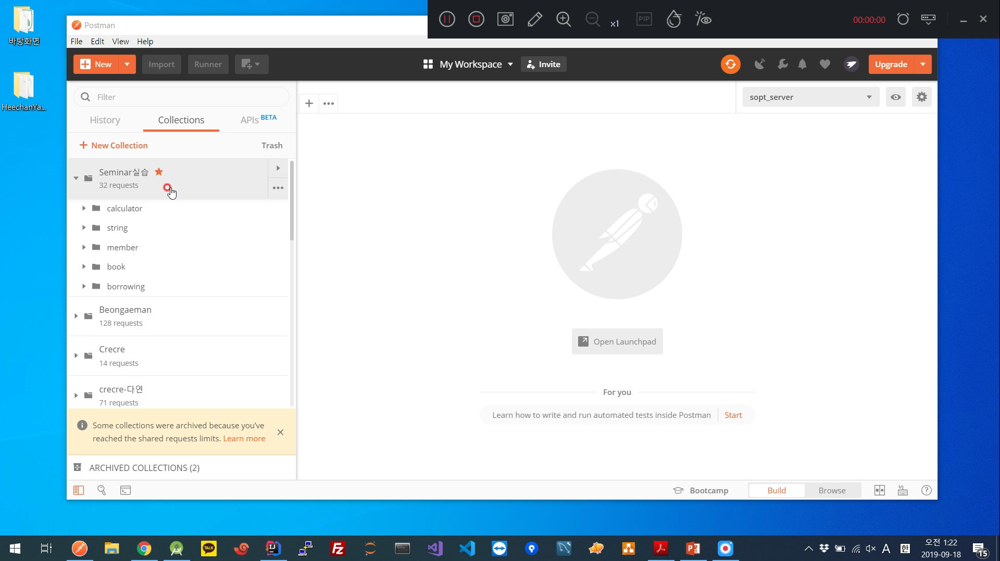 바탕화면
HeechanYa...
x1
PIP
00:00:00
Postman
File Edit View Help
New
Import
Runner
My Workspace
Invite
Upgrade
Filter
sopt_server
History
Collections
APIs BETA
+ New Collection
Trash
Seminar실습
32 requests
calculator
string
member
book
borrowing
Beongaeman
128 requests
Crecre
14 requests
crecre-다연
71 requests
Some collections were archived because you've
reached the shared requests limits. Learn more
ARCHIVED COLLECTIONS (2)
Open Launchpad
For you
Learn how to write and run automated tests inside Postman
Start
Bootcamp
Build
Browse
TALK
IJ
Fz
A
한
오전 1:22
2019-09-18
15